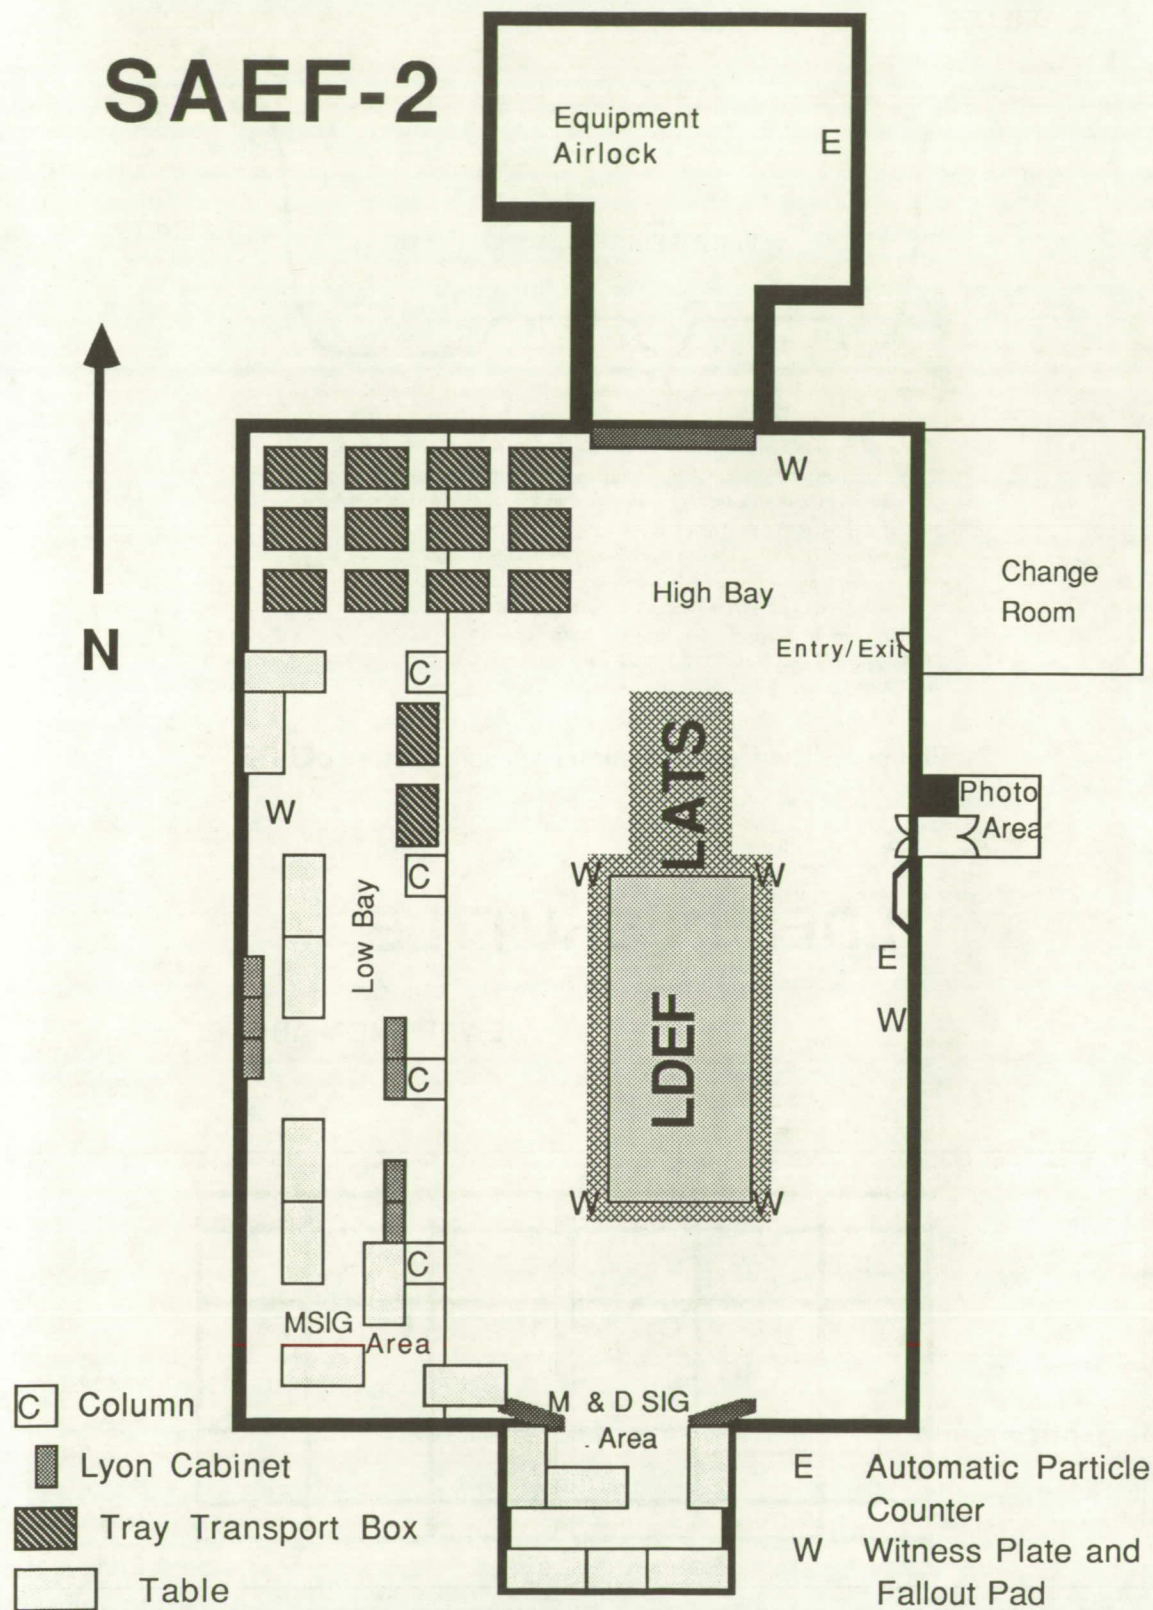 SAEF-2
Equipment
Airlock
E
N
W
High Bay
Change
Room
Entry/Exit
C
LATS
Photo
Area
W
C
W
W
Low Bay
E
W
LDEF
C
W
W
C
MSIG
Area
M & D SIG
Area
C Column
Lyon Cabinet
Tray Transport Box
Table
E Automatic Particle
Counter
W Witness Plate and
Fallout Pad